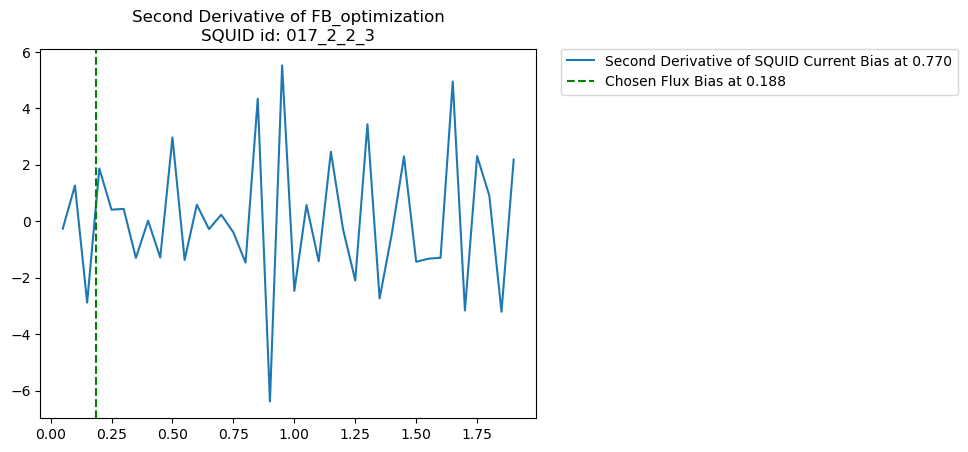 Second Derivative of FB_optimization
SQUID id: 017_2_2_3
Second Derivative of SQUID Current Bias at 0.770
Chosen Flux Bias at 0.188
6
4
2
0
−2
−4
−6
0.00 0.25 0.50 0.75 1.00 1.25 1.50 1.75